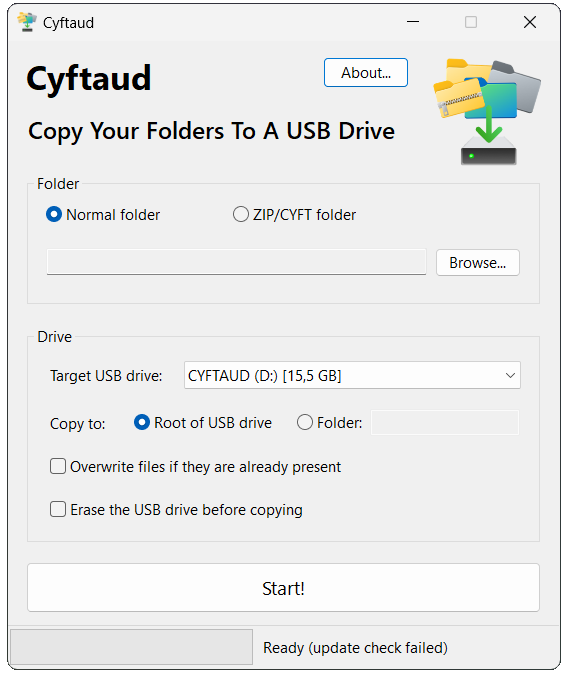 Cyftaud
Cyftaud
About...
Copy Your Folders To A USB Drive
Folder
Normal folder
ZIP/CYFT folder
Browse...
Drive
Target USB drive:
CYFTAUD (D:) [15,5 GB]
Copy to:
Root of USB drive
Folder:
Overwrite files if they are already present
Erase the USB drive before copying
Start!
Ready (update check failed)